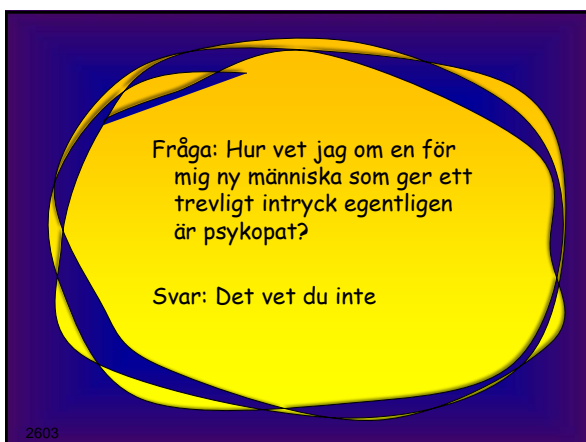 Fråga: Hur vet jag om en för
mig ny människa som ger ett
trevligt intryck egentligen
är psykopat?
Svar: Det vet du inte
2603